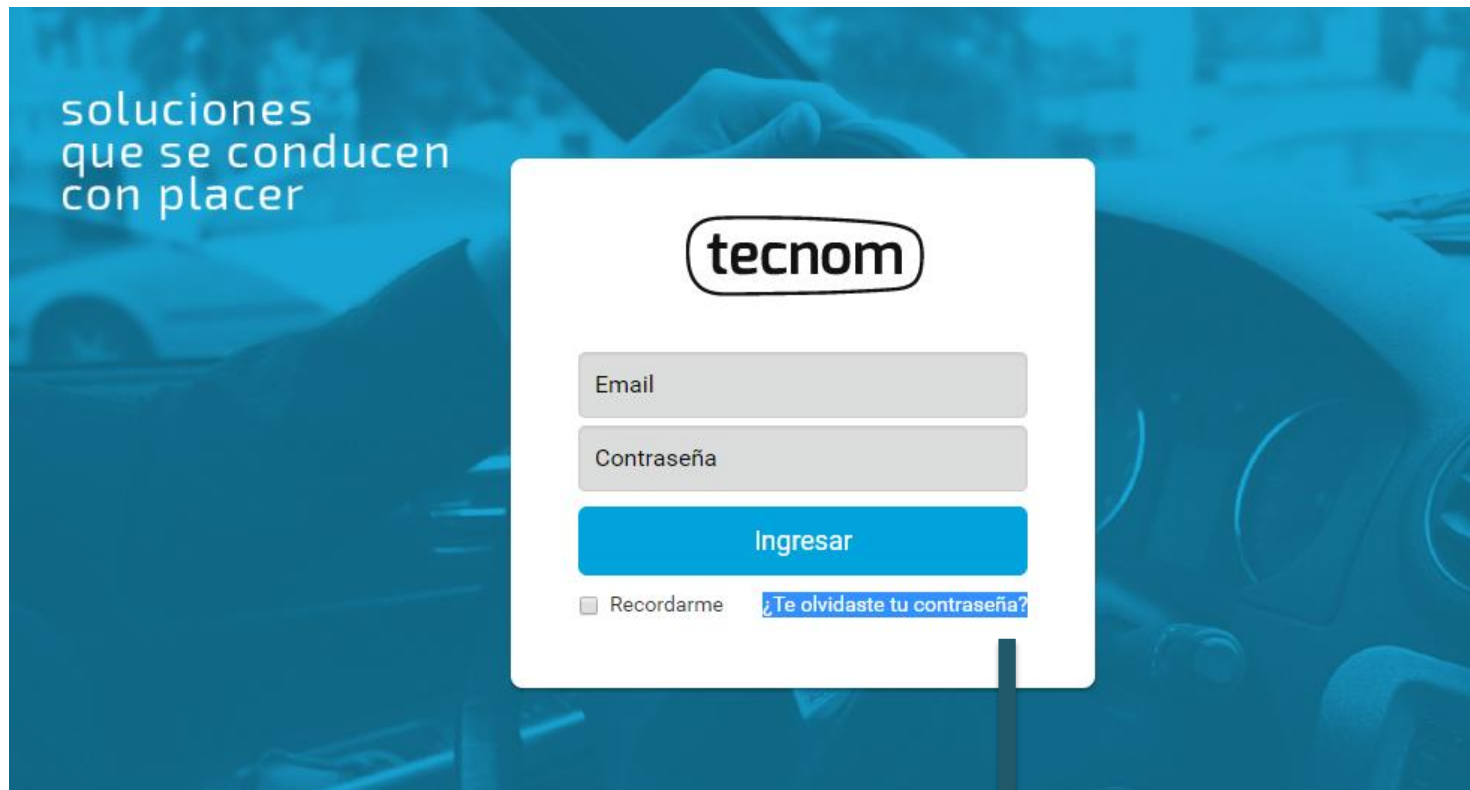 soluciones
que se conducen
con placer
tecnom
Email
Contraseña
Ingresar
Recordarme ¿Te olvidaste tu contraseña?